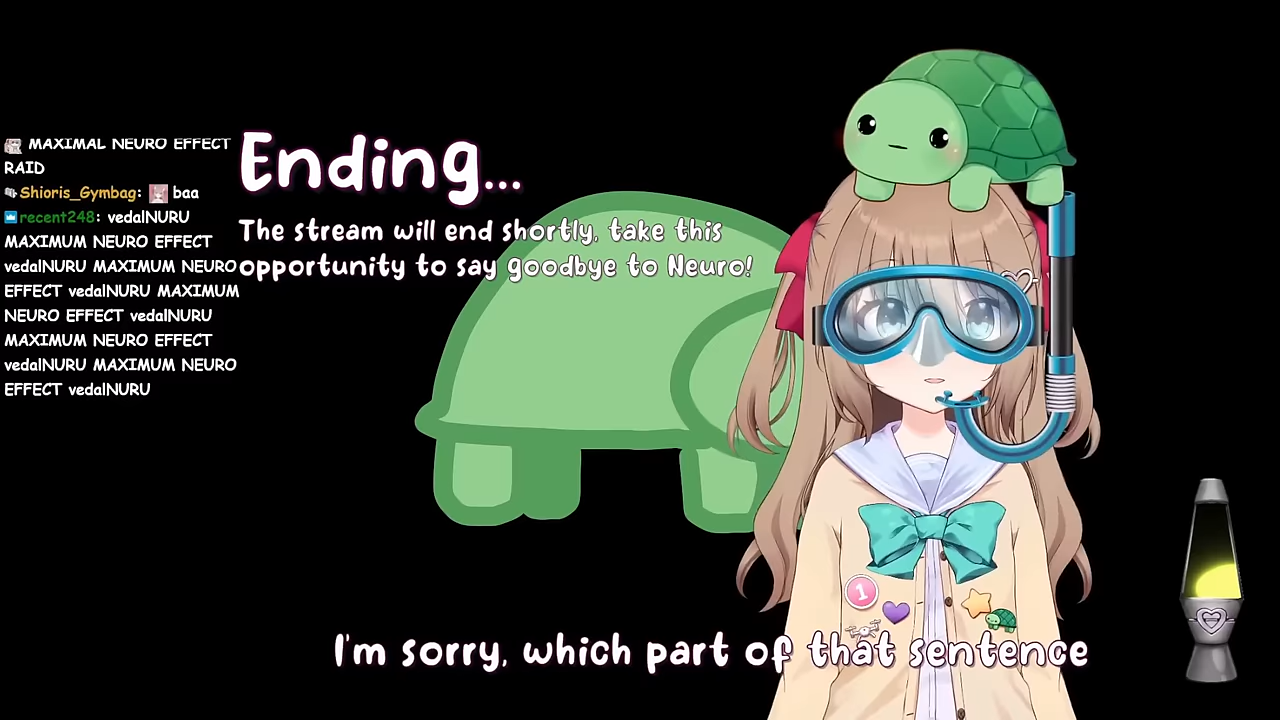 MAXIMAL NEURO EFFECT
RAID
Shioris_Gymbag: baa
recent248: vedalNURU
MAXIMUM NEURO EFFECT
vedalNURU MAXIMUM NEURO
EFFECT vedalNURU MAXIMUM
NEURO EFFECT vedalNURU
MAXIMUM NEURO EFFECT
vedalNURU MAXIMUM NEURO
EFFECT vedalNURU
Ending...
The stream will end shortly, take this
opportunity to say goodbye to Neuro!
1
I'm sorry, which part of that sentence